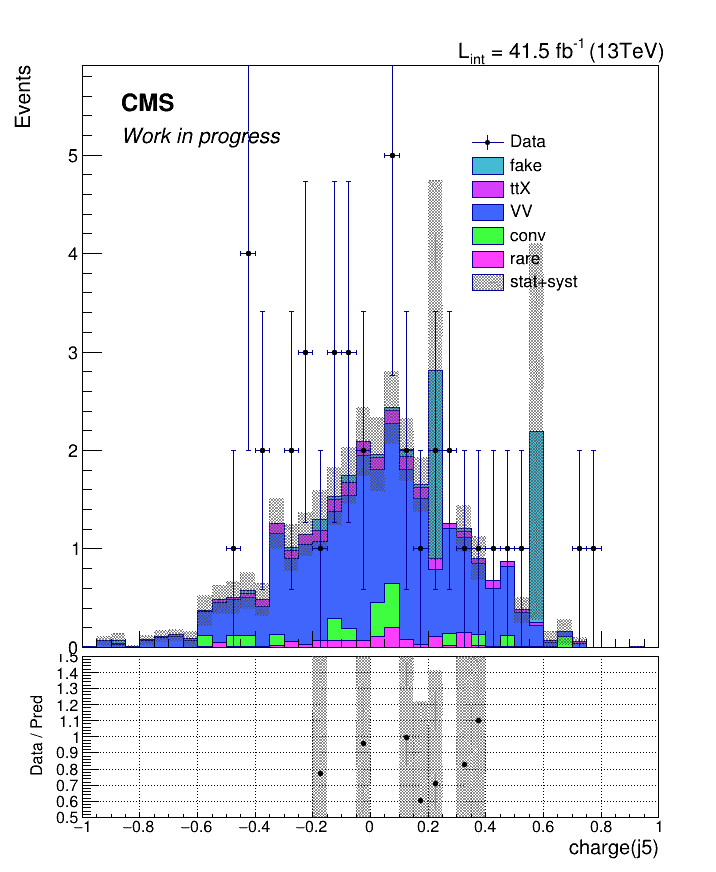 L_int = 41.5 fb^-1 (13TeV)
Events
CMS
Work in progress
Data
fake
ttX
VV
conv
rare
stat+syst
5
4
3
2
1
0
Data / Pred
1.5
1.4
1.3
1.2
1.1
1
0.9
0.8
0.7
0.6
0.5
−1 −0.8 −0.6 −0.4 −0.2 0 0.2 0.4 0.6 0.8 1
charge(j5)